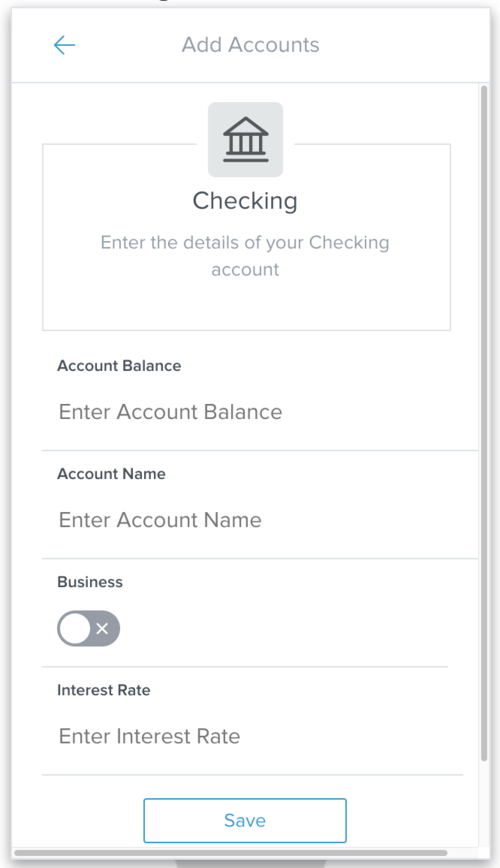 Add Accounts
Checking
Enter the details of your Checking
account
Account Balance
Enter Account Balance
Account Name
Enter Account Name
Business
Interest Rate
Enter Interest Rate
Save